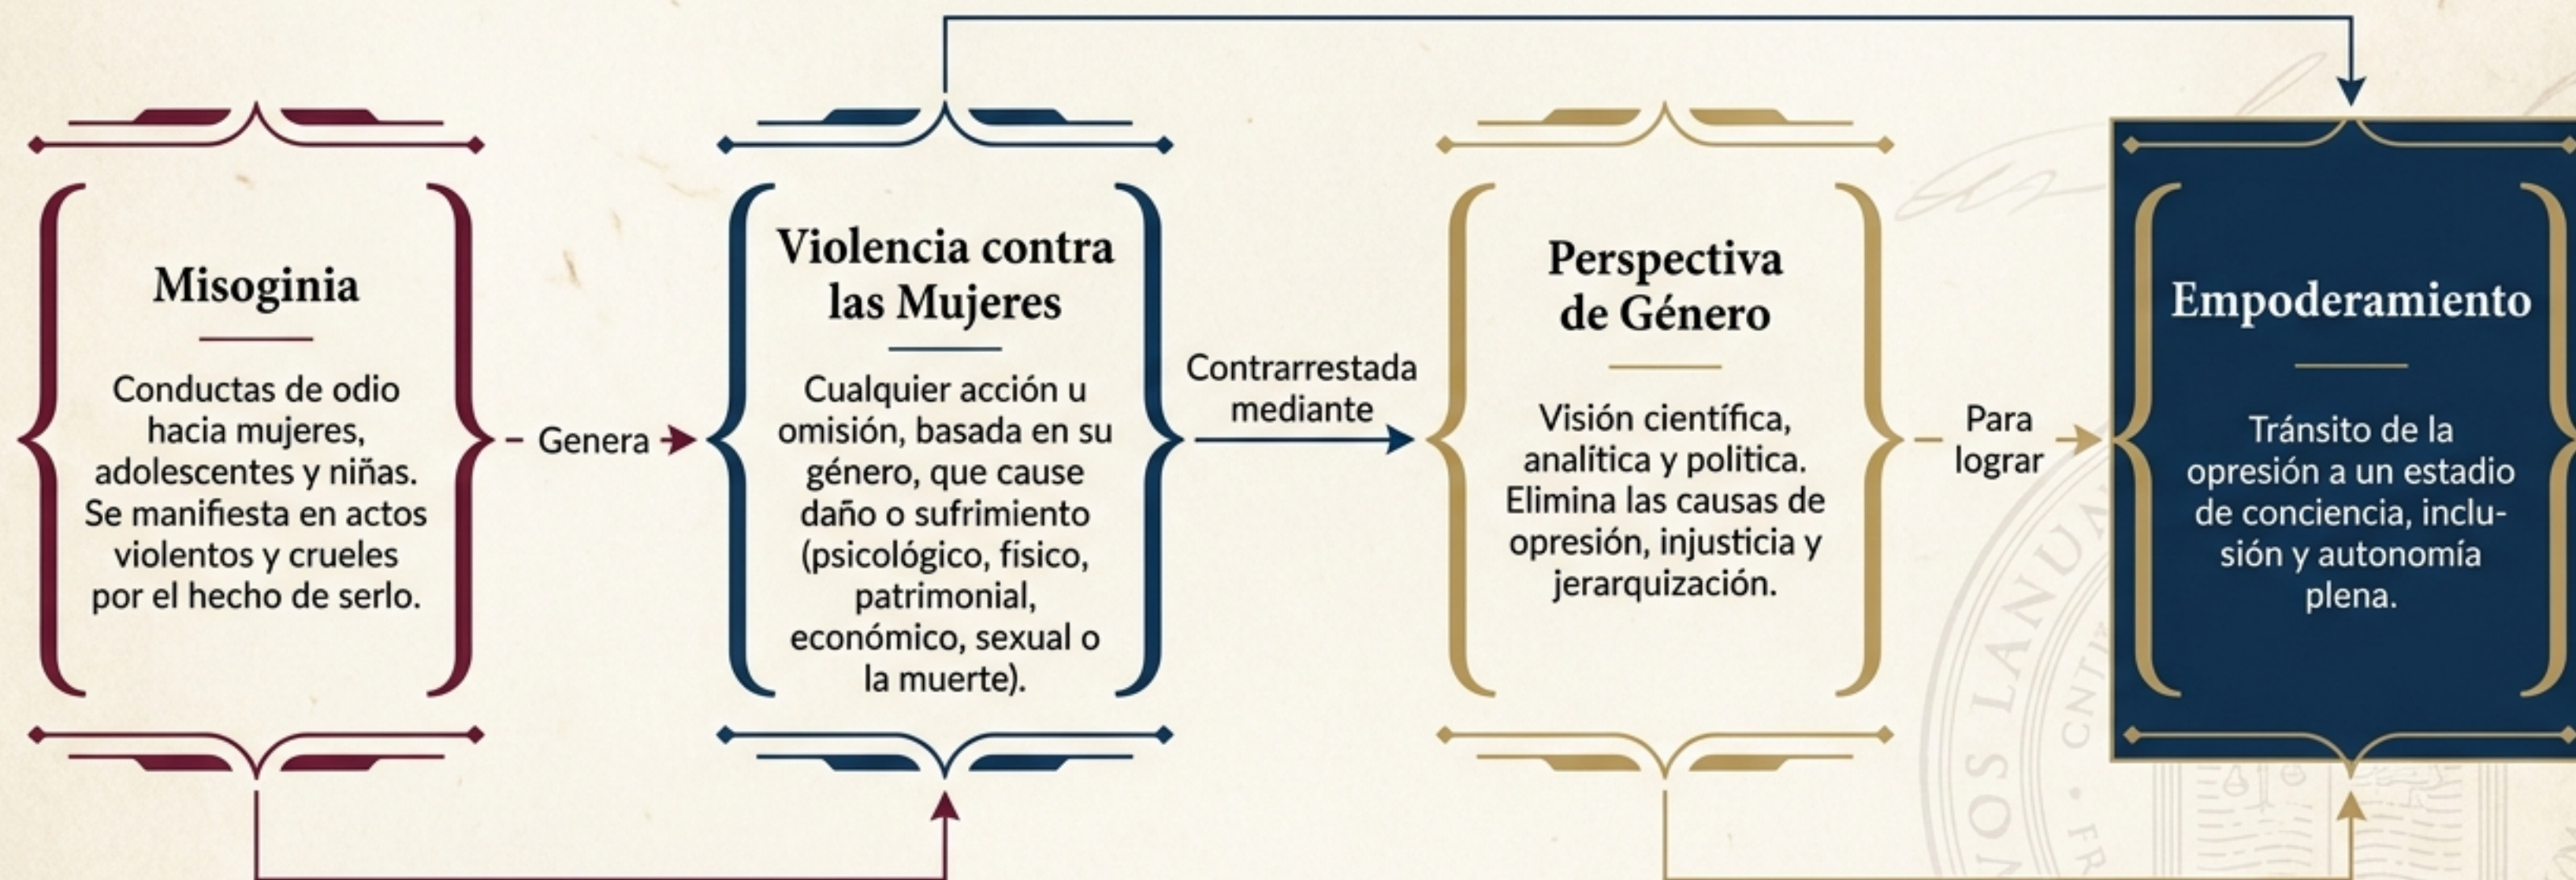 Misoginia
Conductas de odio
hacia mujeres,
adolescentes y niñas.
Se manifiesta en actos
violentos y crueles
por el hecho de serlo.
Genera
Violencia contra
las Mujeres
Cualquier acción u
omisión, basada en su
género, que cause
daño o sufrimiento
(psicológico, físico,
patrimonial,
económico, sexual o
la muerte).
Contrarrestada
mediante
Perspectiva
de Género
Visión científica,
analítica y politica.
Elimina las causas de
opresión, injusticia y
jerarquización.
Para
lograr
Empoderamiento
Tránsito de la
opresión a un estadio
de conciencia, inclu-
sión y autonomía
plena.